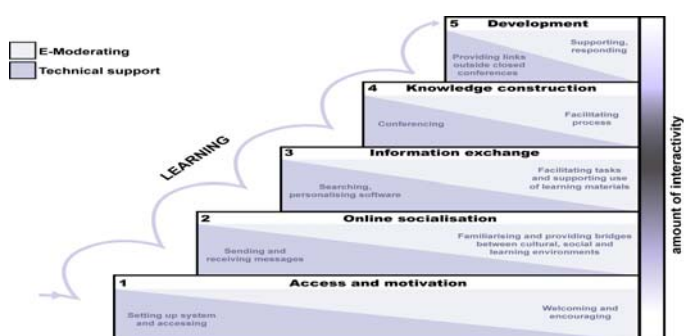 E-Moderating
Technical support
LEARNING
amount of interactivity
5 Development
Providing links
outside closed
conferences
Supporting,
responding
4 Knowledge construction
Conferencing
Facilitating
process
3 Information exchange
Searching,
personalising software
Facilitating tasks
and supporting use
of learning materials
2 Online socialisation
Sending and
receiving messages
Familiarising and providing bridges
between cultural, social and
learning environments
1 Access and motivation
Setting up system
and accessing
Welcoming and
encouraging